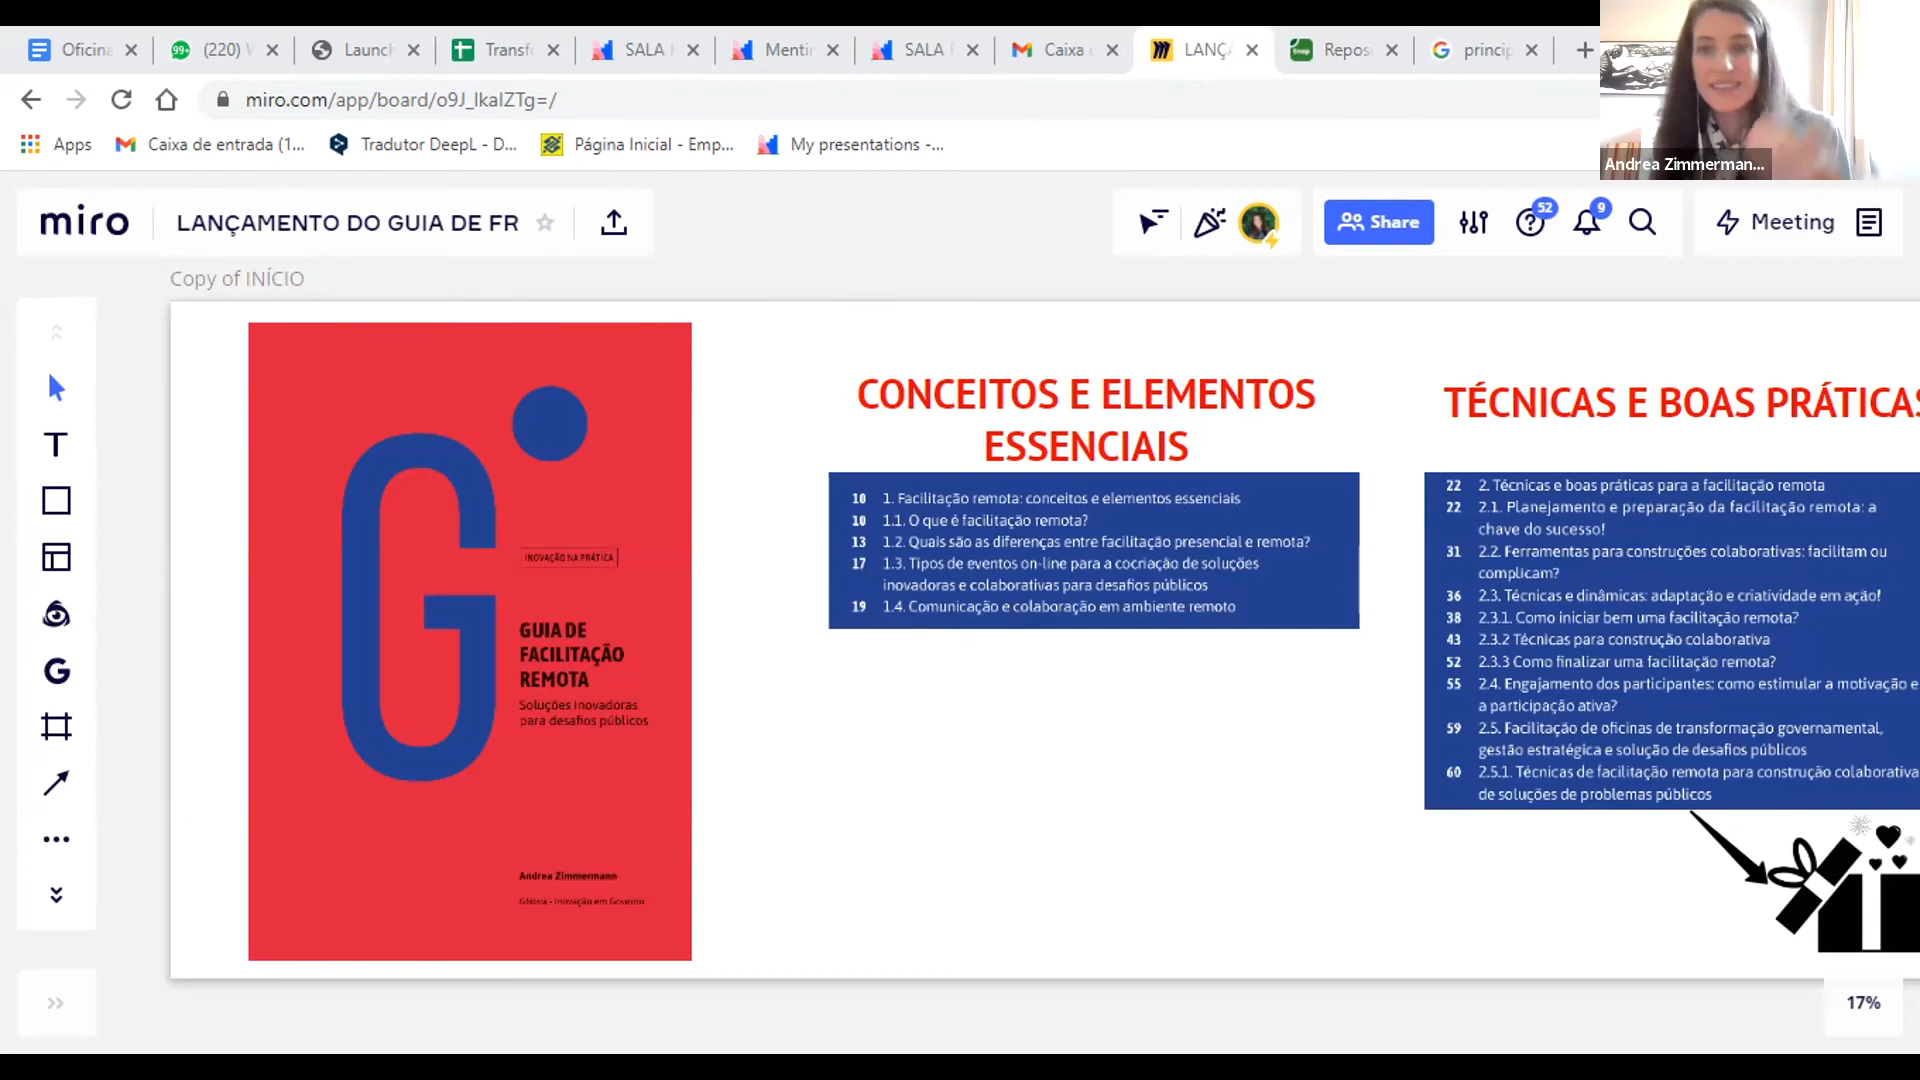 Oficina
(220) W
Launch
Transfo
SALA
Mentim
SALA
Caixa
LANÇA
Repos
princip
miro.com/app/board/o9J_lkalZTg=/
Apps
Caixa de entrada (1...
Tradutor DeepL - D...
Página Inicial - Emp...
My presentations -...
Andrea Zimmerman...
miro
LANÇAMENTO DO GUIA DE FR
Share
52
9
Meeting
Copy of INÍCIO
INOVAÇÃO NA PRÁTICA
GUIA DE
FACILITAÇÃO
REMOTA
Soluções inovadoras
para desafios públicos
Andrea Zimmermann
GNova - Inovação em Governo
CONCEITOS E ELEMENTOS
ESSENCIAIS
10 1. Facilitação remota: conceitos e elementos essenciais
10 1.1. O que é facilitação remota?
13 1.2. Quais são as diferenças entre facilitação presencial e remota?
17 1.3. Tipos de eventos on-line para a cocriação de soluções
inovadoras e colaborativas para desafios públicos
19 1.4. Comunicação e colaboração em ambiente remoto
TÉCNICAS E BOAS PRÁTICAS
22 2. Técnicas e boas práticas para a facilitação remota
22 2.1. Planejamento e preparação da facilitação remota: a
chave do sucesso!
31 2.2. Ferramentas para construções colaborativas: facilitam ou
complicam?
36 2.3. Técnicas e dinâmicas: adaptação e criatividade em ação!
38 2.3.1. Como iniciar bem uma facilitação remota?
43 2.3.2 Técnicas para construção colaborativa
52 2.3.3 Como finalizar uma facilitação remota?
55 2.4. Engajamento dos participantes: como estimular a motivação e
a participação ativa?
59 2.5. Facilitação de oficinas de transformação governamental,
gestão estratégica e solução de desafios públicos
60 2.5.1. Técnicas de facilitação remota para construção colaborativa
de soluções de problemas públicos
17%